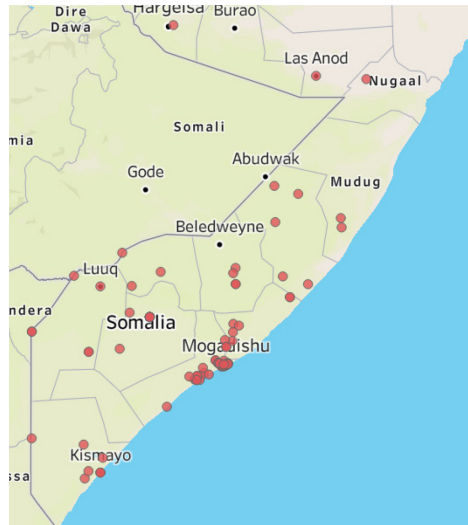 Hargeisa
Burao
Dire
Dawa
Las Anod
Nugaal
Somali
mia
Abudwak
Gode
Mudug
Beledweyne
Luuq
ndera
Somalia
Mogadishu
Kismayo
ssa